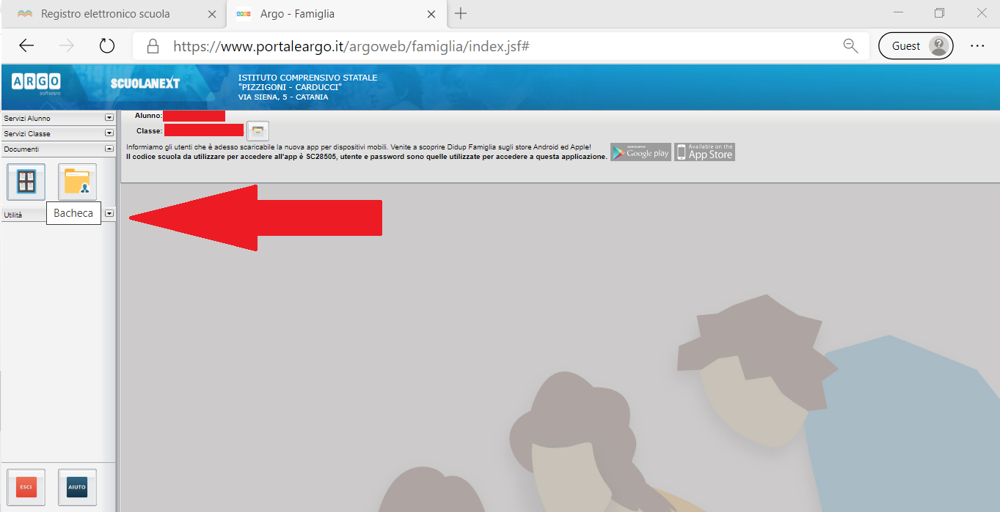 Registro elettronico scuola
Argo - Famiglia
https://www.portaleargo.it/argoweb/famiglia/index.jsf#
Guest
ARGO
software
SCUOLANEXT
ISTITUTO COMPRENSIVO STATALE
"PIZZIGONI - CARDUCCI"
VIA SIENA, 5 - CATANIA
Servizi Alunno
Servizi Classe
Documenti
Bacheca
Utilità
Alunno:
Classe:
Informiamo gli utenti che è adesso scaricabile la nuova app per dispositivi mobili. Venite a scoprire Didup Famiglia sugli store Android ed Apple!
Il codice scuola da utilizzare per accedere all'app è SC28505, utente e password sono quelle utilizzate per accedere a questa applicazione.
Google play
Available on the
App Store
ESCI
AIUTO